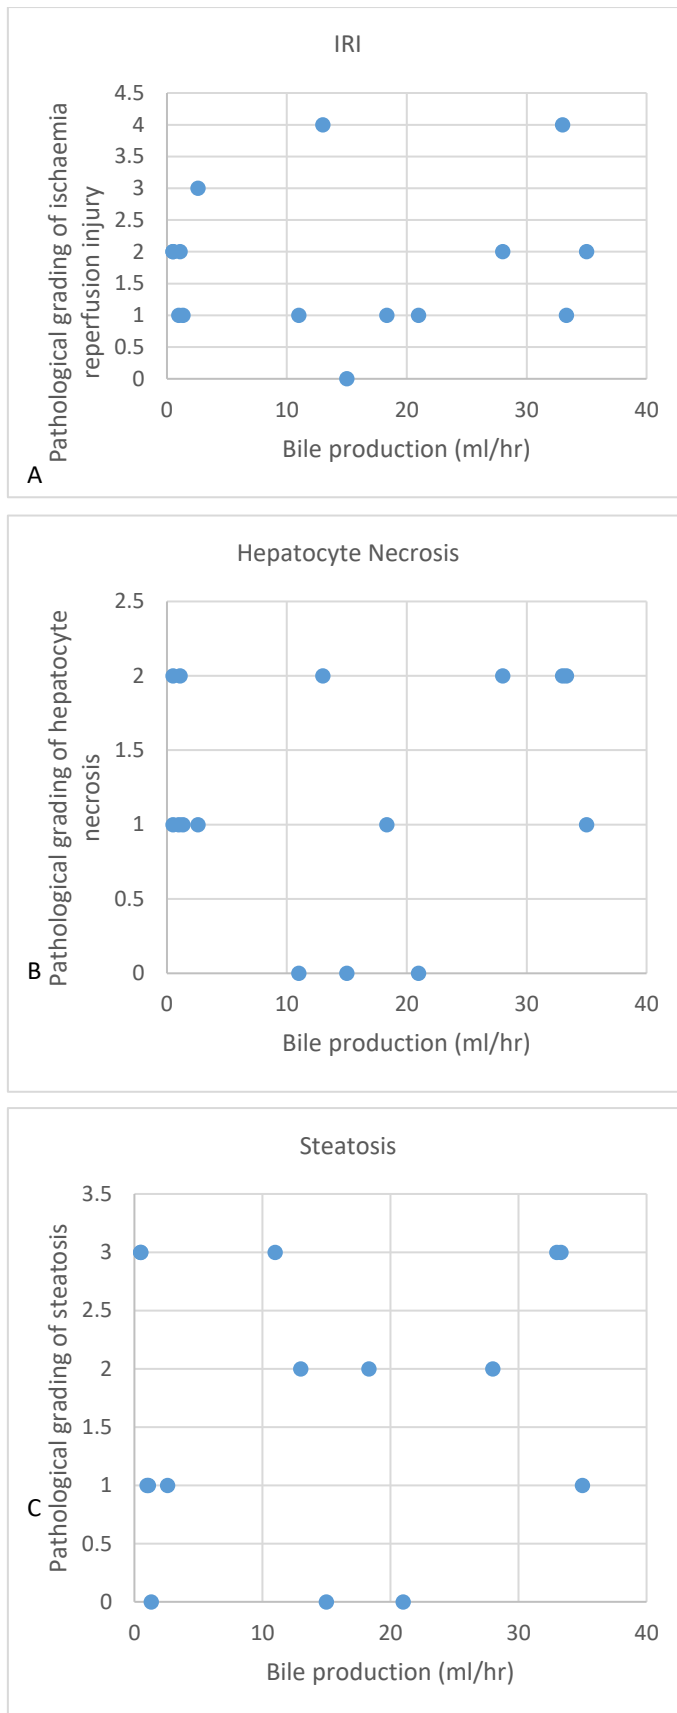 IRI
Pathological grading of ischaemia
reperfusion injury
4.5
4
3.5
3
2.5
2
1.5
1
0.5
0
0 10 20 30 40
Bile production (ml/hr)
A
Hepatocyte Necrosis
Pathological grading of hepatocyte
necrosis
2.5
2
1.5
1
0.5
0
0 10 20 30 40
Bile production (ml/hr)
B
Steatosis
Pathological grading of steatosis
3.5
3
2.5
2
1.5
1
0.5
0
0 10 20 30 40
Bile production (ml/hr)
C